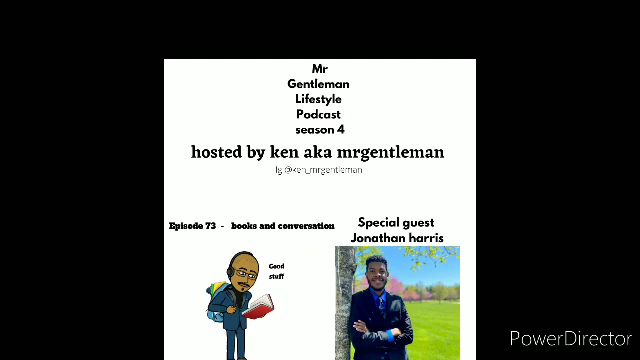 Mr
Gentleman
Lifestyle
Podcast
season 4
hosted by ken aka mrgentleman
Ig @ken_mrgentleman
Episode 73 - books and conversation
Special guest
Jonathan harris
Good
stuff
PowerDirector